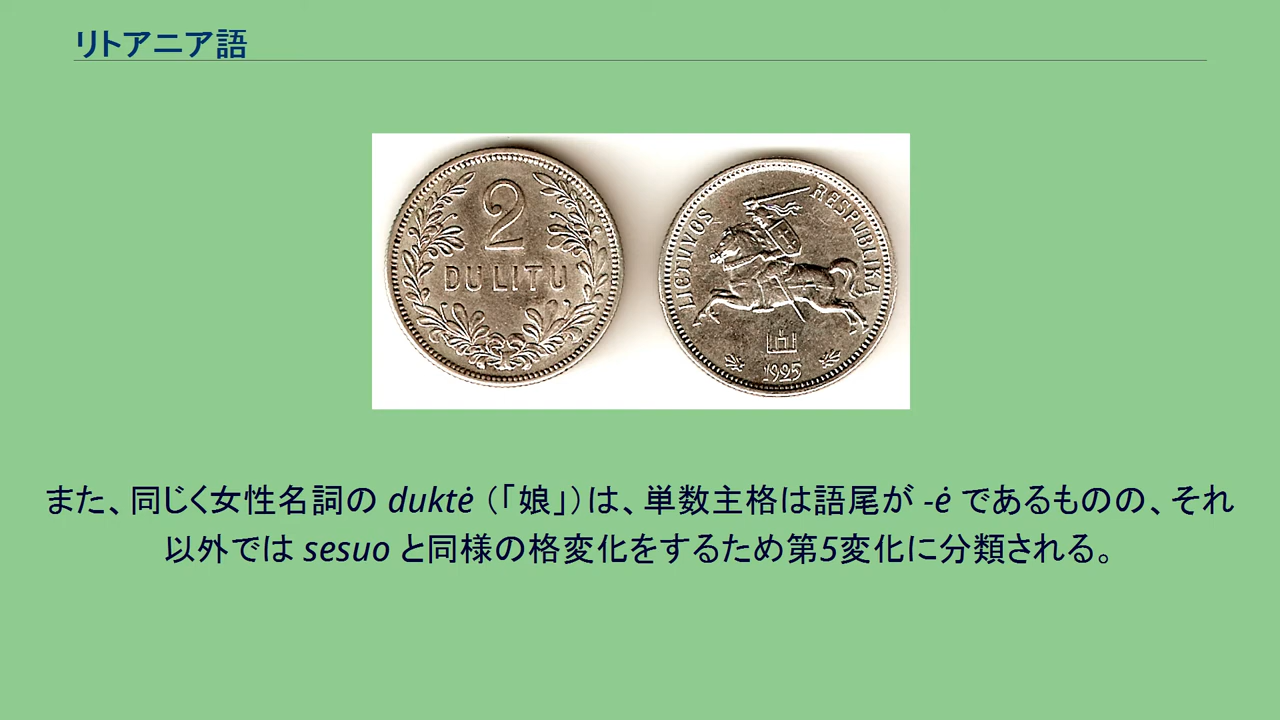 リトアニア語
2
DU LITU
LIETUVOS RESPUBLIKA
1925
また、同じく女性名詞の duktė （「娘」）は、単数主格は語尾が -ė であるものの、それ
以外では sesuo と同様の格変化をするため第5変化に分類される。